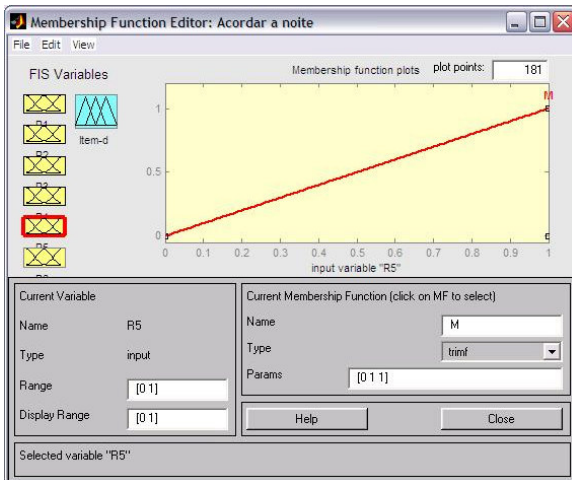 Membership Function Editor: Acordar a noite
File Edit View
FIS Variables
Membership function plots
plot points:
181
Item-d
M
1
0.5
0
0 0.1 0.2 0.3 0.4 0.5 0.6 0.7 0.8 0.9 1
input variable "R5"
Current Variable
Name R5
Type input
Range [0 1]
Display Range [0 1]
Current Membership Function (click on MF to select)
Name M
Type trimf
Params [0 1 1]
Help Close
Selected variable "R5"